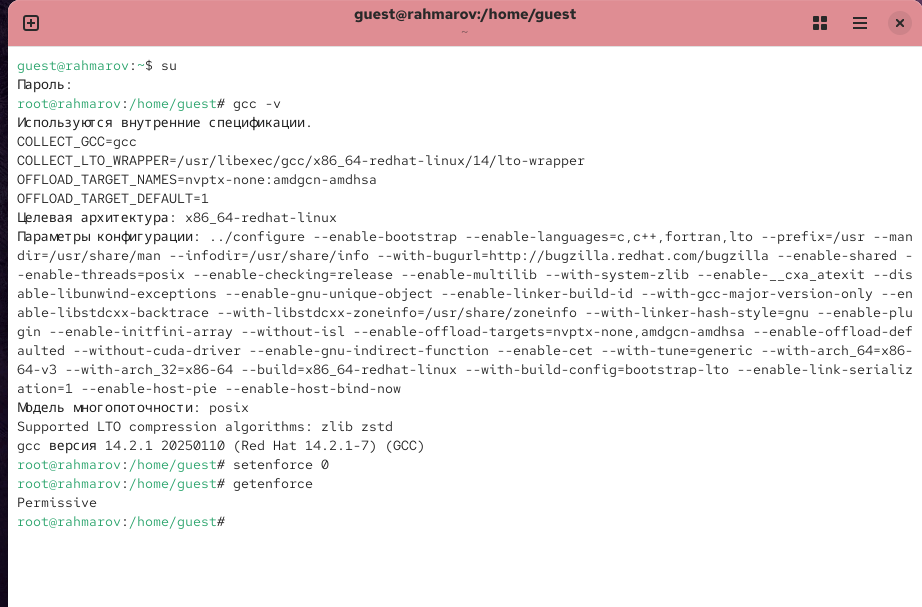 guest@rahmarov:/home/guest
~
guest@rahmarov:~$ su
Пароль:
root@rahmarov:/home/guest# gcc -v
Используются внутренние спецификации.
COLLECT_GCC=gcc
COLLECT_LTO_WRAPPER=/usr/libexec/gcc/x86_64-redhat-linux/14/lto-wrapper
OFFLOAD_TARGET_NAMES=nvptx-none:amdgcn-amdhsa
OFFLOAD_TARGET_DEFAULT=1
Целевая архитектура: x86_64-redhat-linux
Параметры конфигурации: ../configure --enable-bootstrap --enable-languages=c,c++,fortran,lto --prefix=/usr --man
dir=/usr/share/man --infodir=/usr/share/info --with-bugurl=http://bugzilla.redhat.com/bugzilla --enable-shared -
-enable-threads=posix --enable-checking=release --enable-multilib --with-system-zlib --enable-__cxa_atexit --dis
able-libunwind-exceptions --enable-gnu-unique-object --enable-linker-build-id --with-gcc-major-version-only --en
able-libstdcxx-backtrace --with-libstdcxx-zoneinfo=/usr/share/zoneinfo --with-linker-hash-style=gnu --enable-plu
gin --enable-initfini-array --without-isl --enable-offload-targets=nvptx-none,amdgcn-amdhsa --enable-offload-def
aulted --without-cuda-driver --enable-gnu-indirect-function --enable-cet --with-tune=generic --with-arch_64=x86-
64-v3 --with-arch_32=x86-64 --build=x86_64-redhat-linux --with-build-config=bootstrap-lto --enable-link-serializ
ation=1 --enable-host-pie --enable-host-bind-now
Модель многопоточности: posix
Supported LTO compression algorithms: zlib zstd
gcc версия 14.2.1 20250110 (Red Hat 14.2.1-7) (GCC)
root@rahmarov:/home/guest# setenforce 0
root@rahmarov:/home/guest# getenforce
Permissive
root@rahmarov:/home/guest#